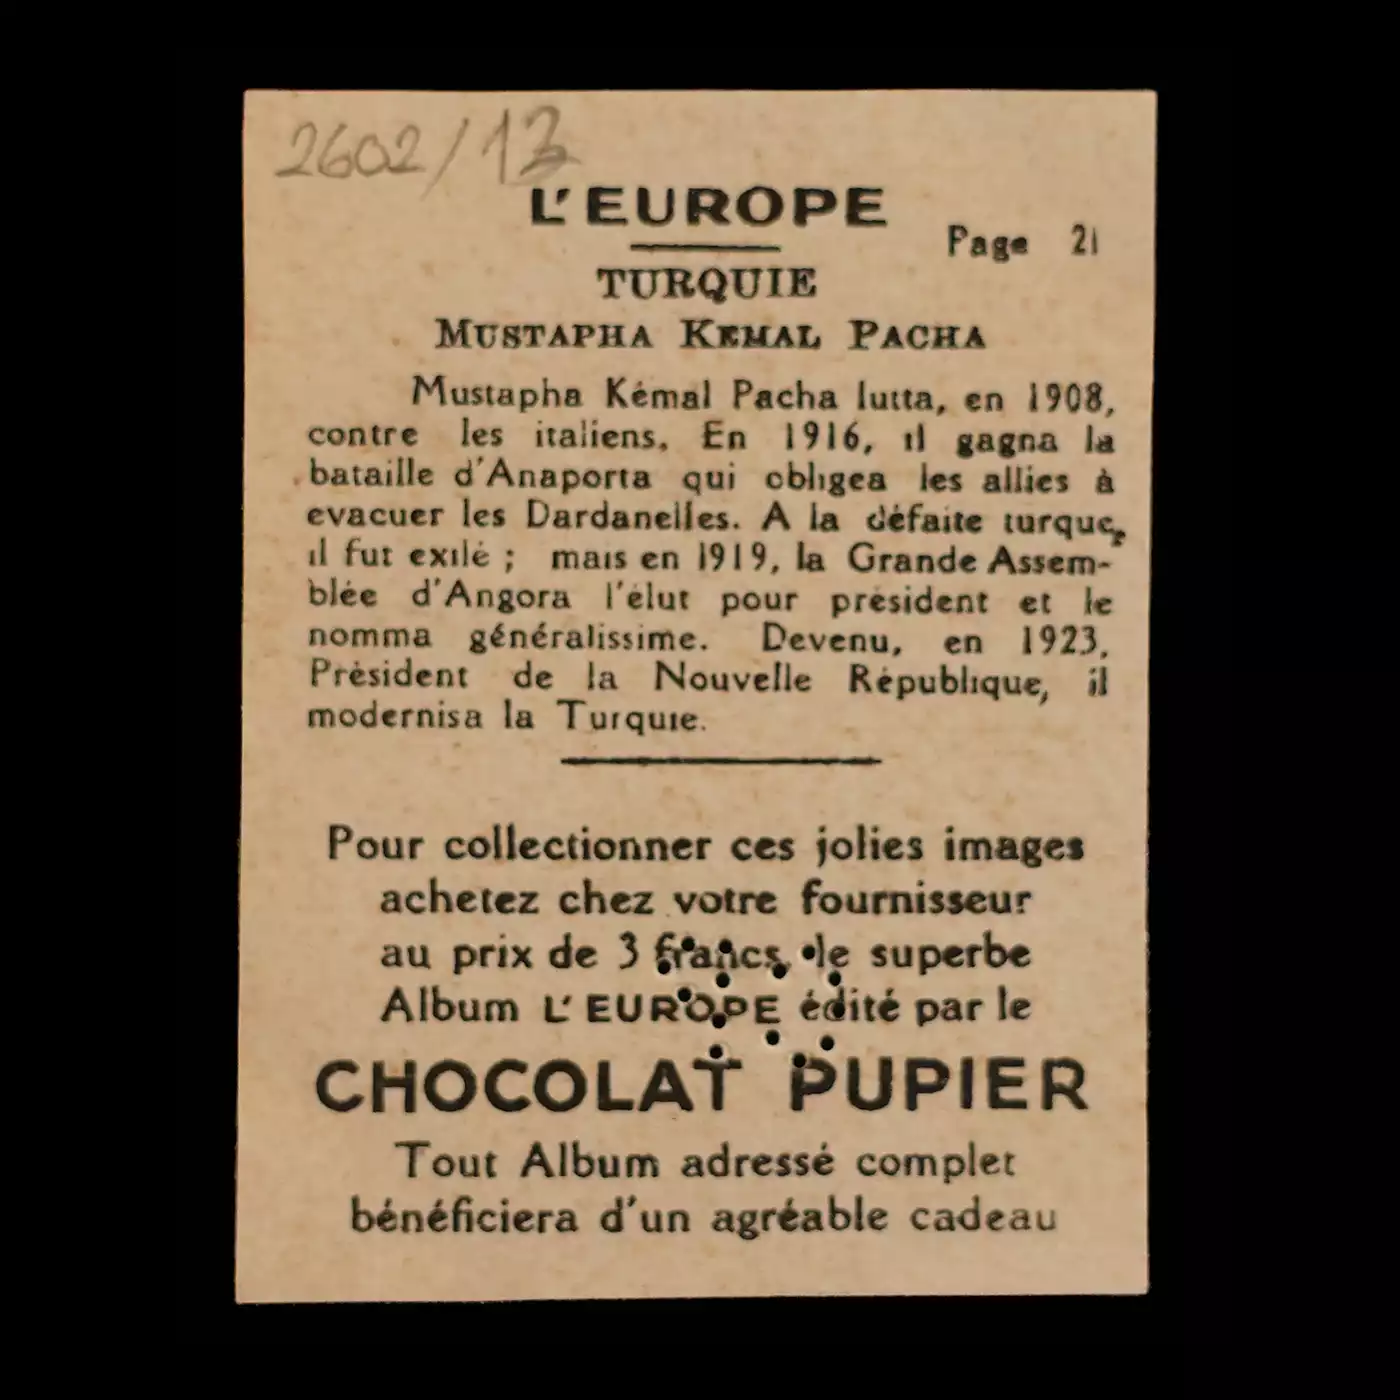 2602/13
L'EUROPE
Page 21
TURQUIE
MUSTAPHA KEMAL PACHA
Mustapha Kémal Pacha lutta, en 1908,
contre les italiens. En 1916, il gagna la
bataille d'Anaporta qui obligea les allies à
evacuer les Dardanelles. A la défaite turque,
il fut exilé ; mais en 1919, la Grande Assem-
blée d'Angora l'élut pour président et le
nomma généralissime. Devenu, en 1923,
Président de la Nouvelle République, il
modernisa la Turquie.
Pour collectionner ces jolies images
achetez chez votre fournisseur
au prix de 3 francs, le superbe
Album L'EUROPE édité par le
CHOCOLAT PUPIER
Tout Album adressé complet
bénéficiera d'un agréable cadeau